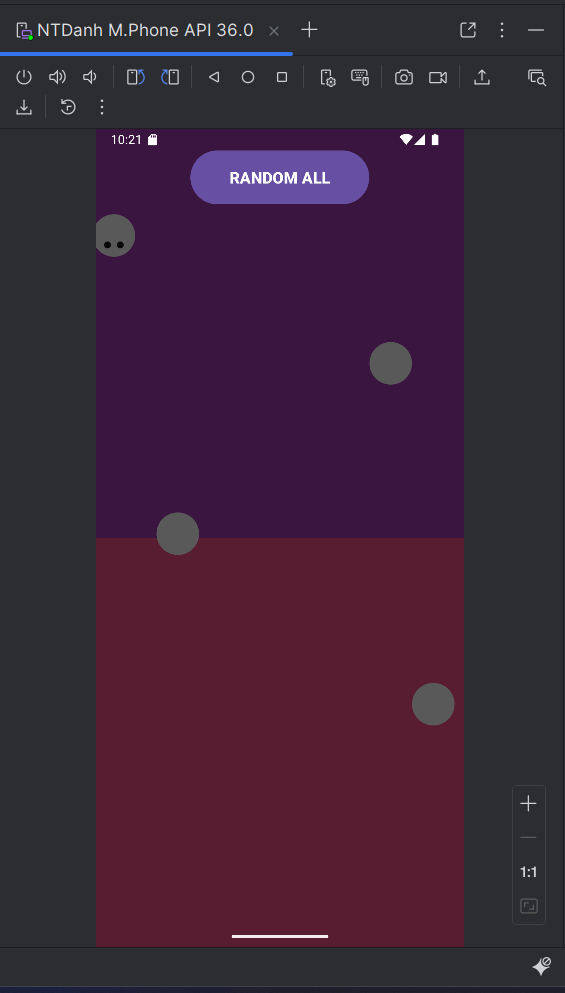 NTDanh M.Phone API 36.0
10:21
RANDOM ALL
1:1